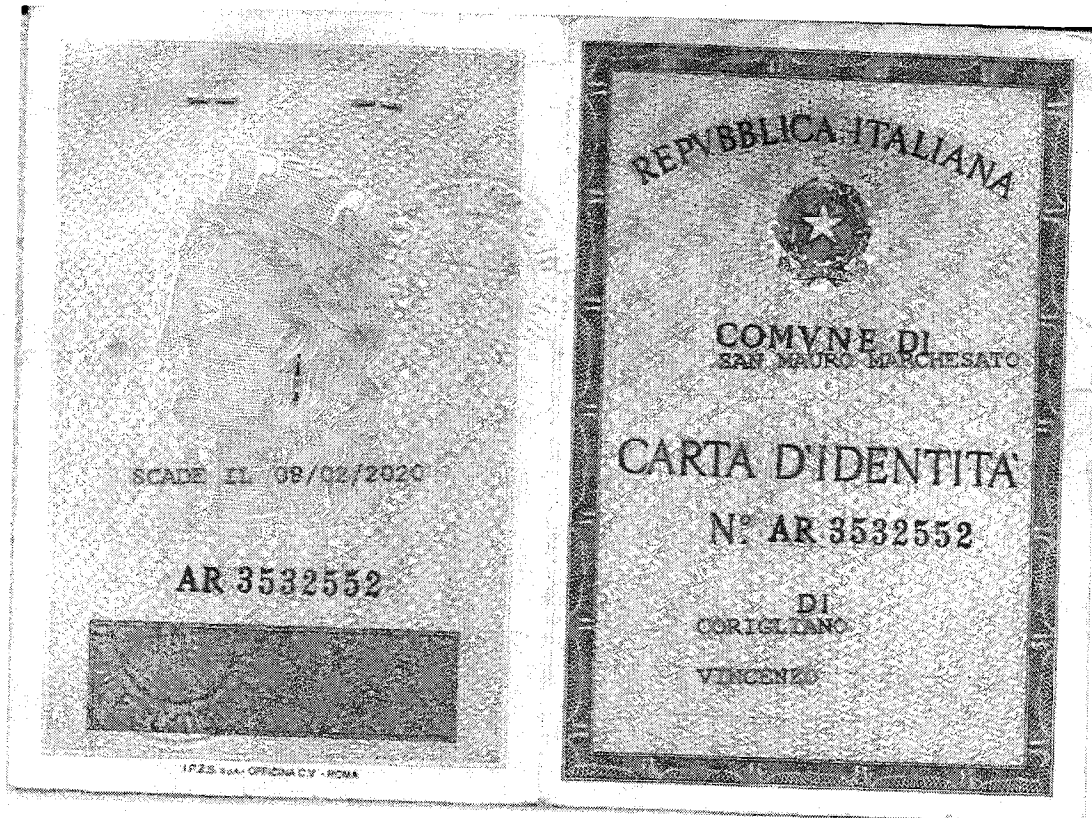 SCADE IL 08/02/2020
AR 3532552
I.P.Z.S. S.p.A. - OFFICINA C.V. - ROMA
REPVBBLICA ITALIANA
COMVNE DI
SAN MAURO MARCHESATO
CARTA D'IDENTITA'
N.º AR 3532552
DI
CORIGLIANO
VINCENZO